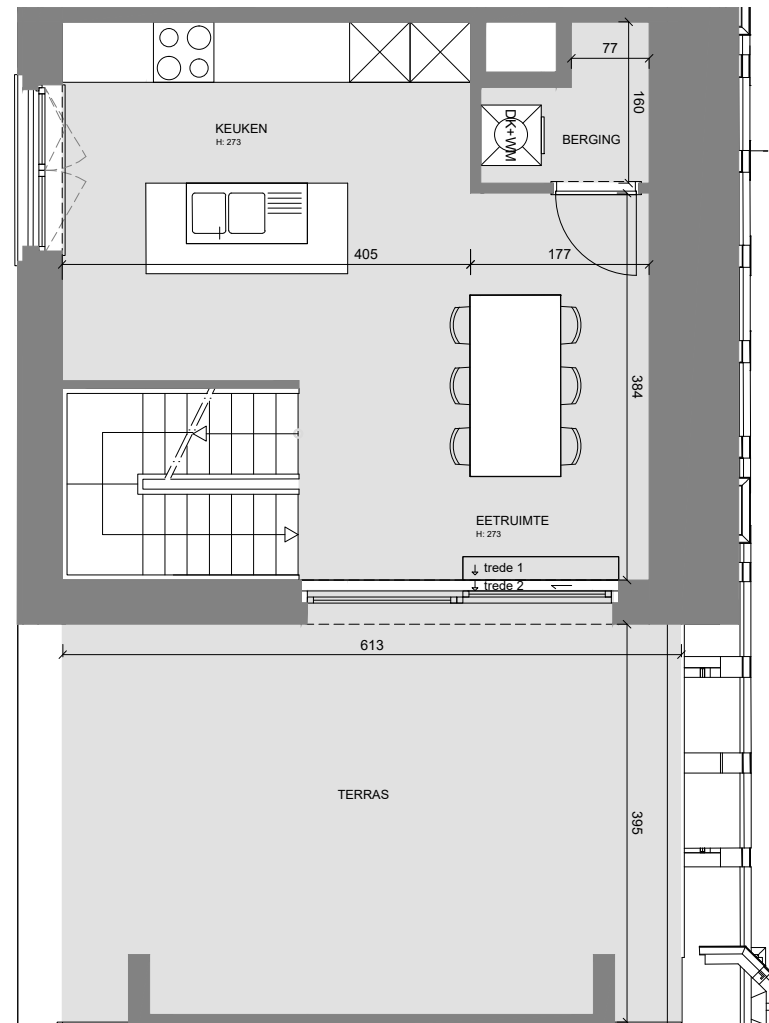 77
160
KEUKEN
H: 273
DK+WM
BERGING
405
177
384
EETRUIMTE
H: 273
trede 1
trede 2
613
TERRAS
395